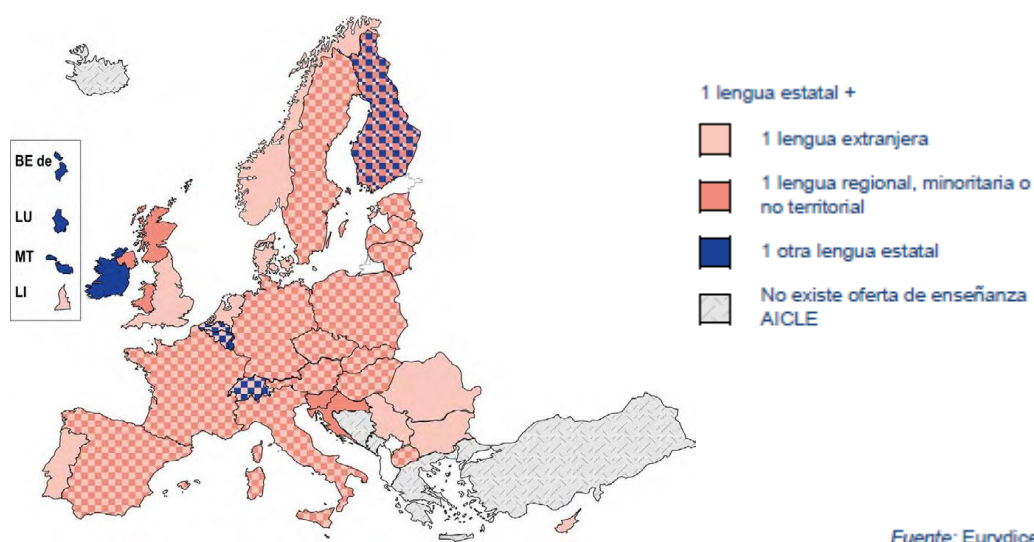 1 lengua estatal +
1 lengua extranjera
1 lengua regional, minoritaria o
no territorial
1 otra lengua estatal
No existe oferta de enseñanza
AICLE
BE de
LU
MT
LI
Fuente: Eurydice